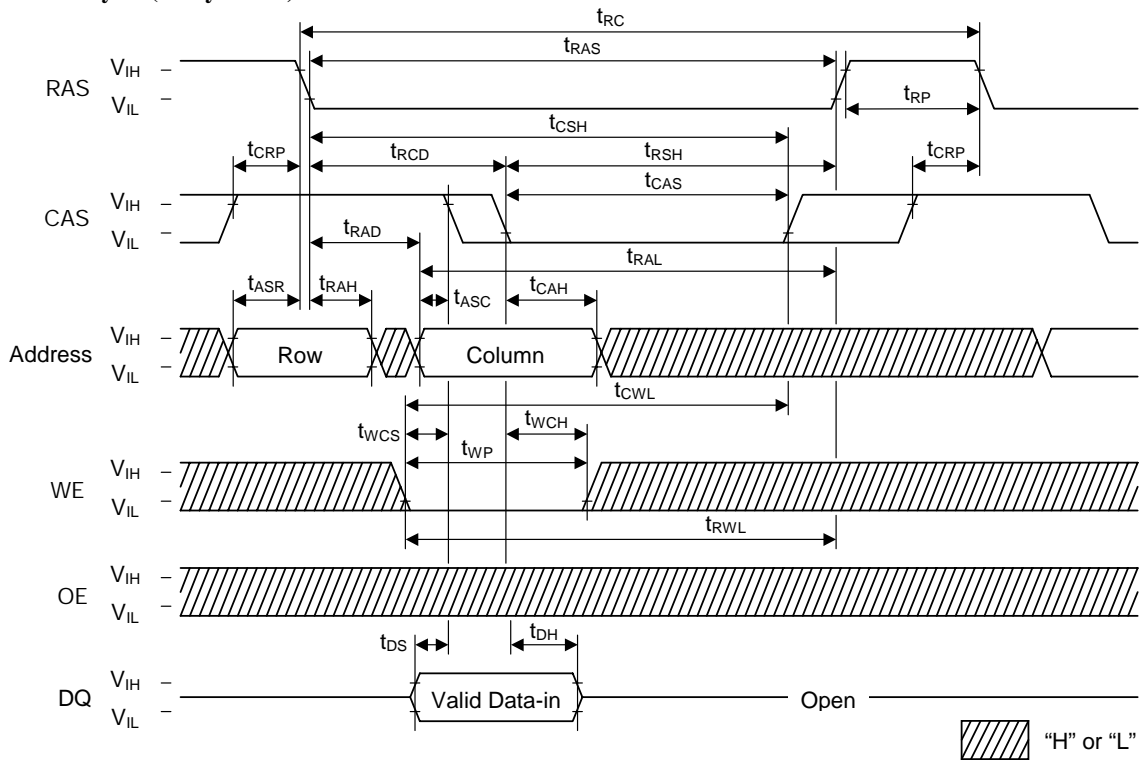 tRC
tRAS
RAS
VIH
VIL
tRP
tCSH
tCRP
tRCD
tRSH
tCRP
tCAS
CAS
VIH
VIL
tRAD
tRAL
tASR
tRAH
tASC
tCAH
Address
VIH
VIL
Row
Column
tCWL
tWCS
tWCH
tWP
WE
VIH
VIL
tRWL
OE
VIH
VIL
tDS
tDH
DQ
VIH
VIL
Valid Data-in
Open
“H” or “L”